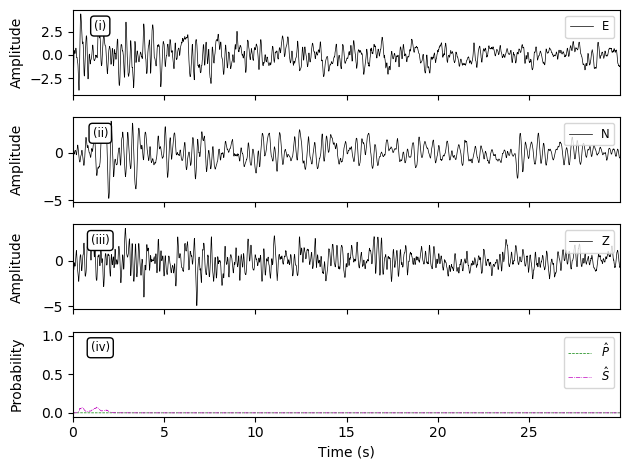 (i)
E
Amplitude
2.5
0.0
−2.5
(ii)
N
Amplitude
0
−5
(iii)
Z
Amplitude
0
−5
(iv)
P̂
Ŝ
Probability
1.0
0.5
0.0
0 5 10 15 20 25
Time (s)